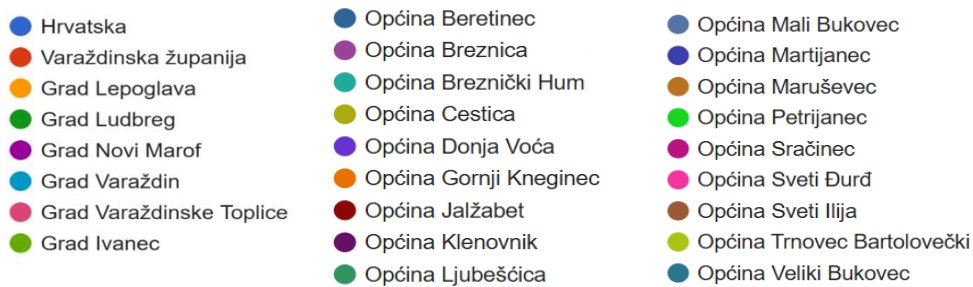 Hrvatska
Varaždinska županija
Grad Lepoglava
Grad Ludbreg
Grad Novi Marof
Grad Varaždin
Grad Varaždinske Toplice
Grad Ivanec
Općina Beretinec
Općina Breznica
Općina Breznički Hum
Općina Cestica
Općina Donja Voća
Općina Gornji Kneginec
Općina Jalžabet
Općina Klenovnik
Općina Ljubešćica
Općina Mali Bukovec
Općina Martijanec
Općina Maruševec
Općina Petrijanec
Općina Sračinec
Općina Sveti Đurđ
Općina Sveti Ilija
Općina Trnovec Bartolovečki
Općina Veliki Bukovec